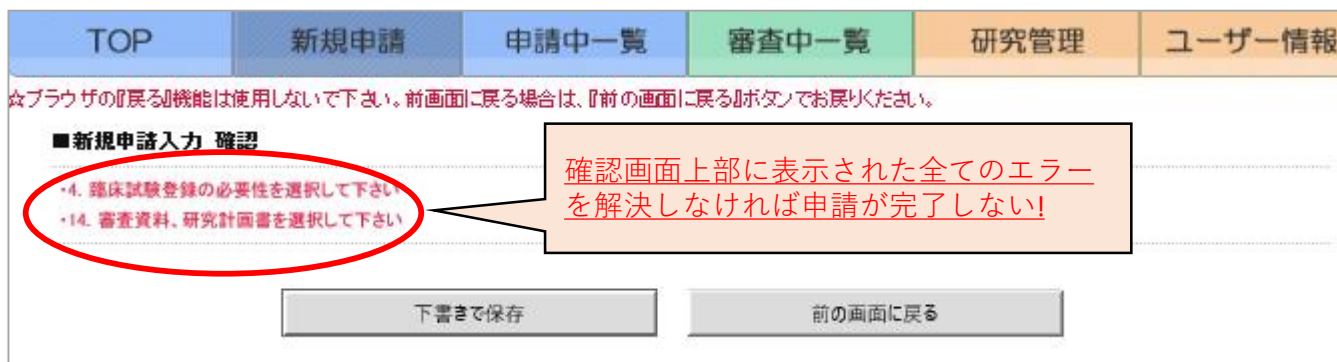 TOP 新規申請 申請中一覧 審査中一覧 研究管理 ユーザー情報
☆ブラウザの『戻る』機能は使用しないで下さい。前画面に戻る場合は、『前の画面に戻る』ボタンでお戻りください。
■新規申請入力 確認
・4. 臨床試験登録の必要性を選択して下さい
・14. 審査資料、研究計画書を選択して下さい
確認画面上部に表示された全てのエラー
を解決しなければ申請が完了しない!
下書きで保存 前の画面に戻る